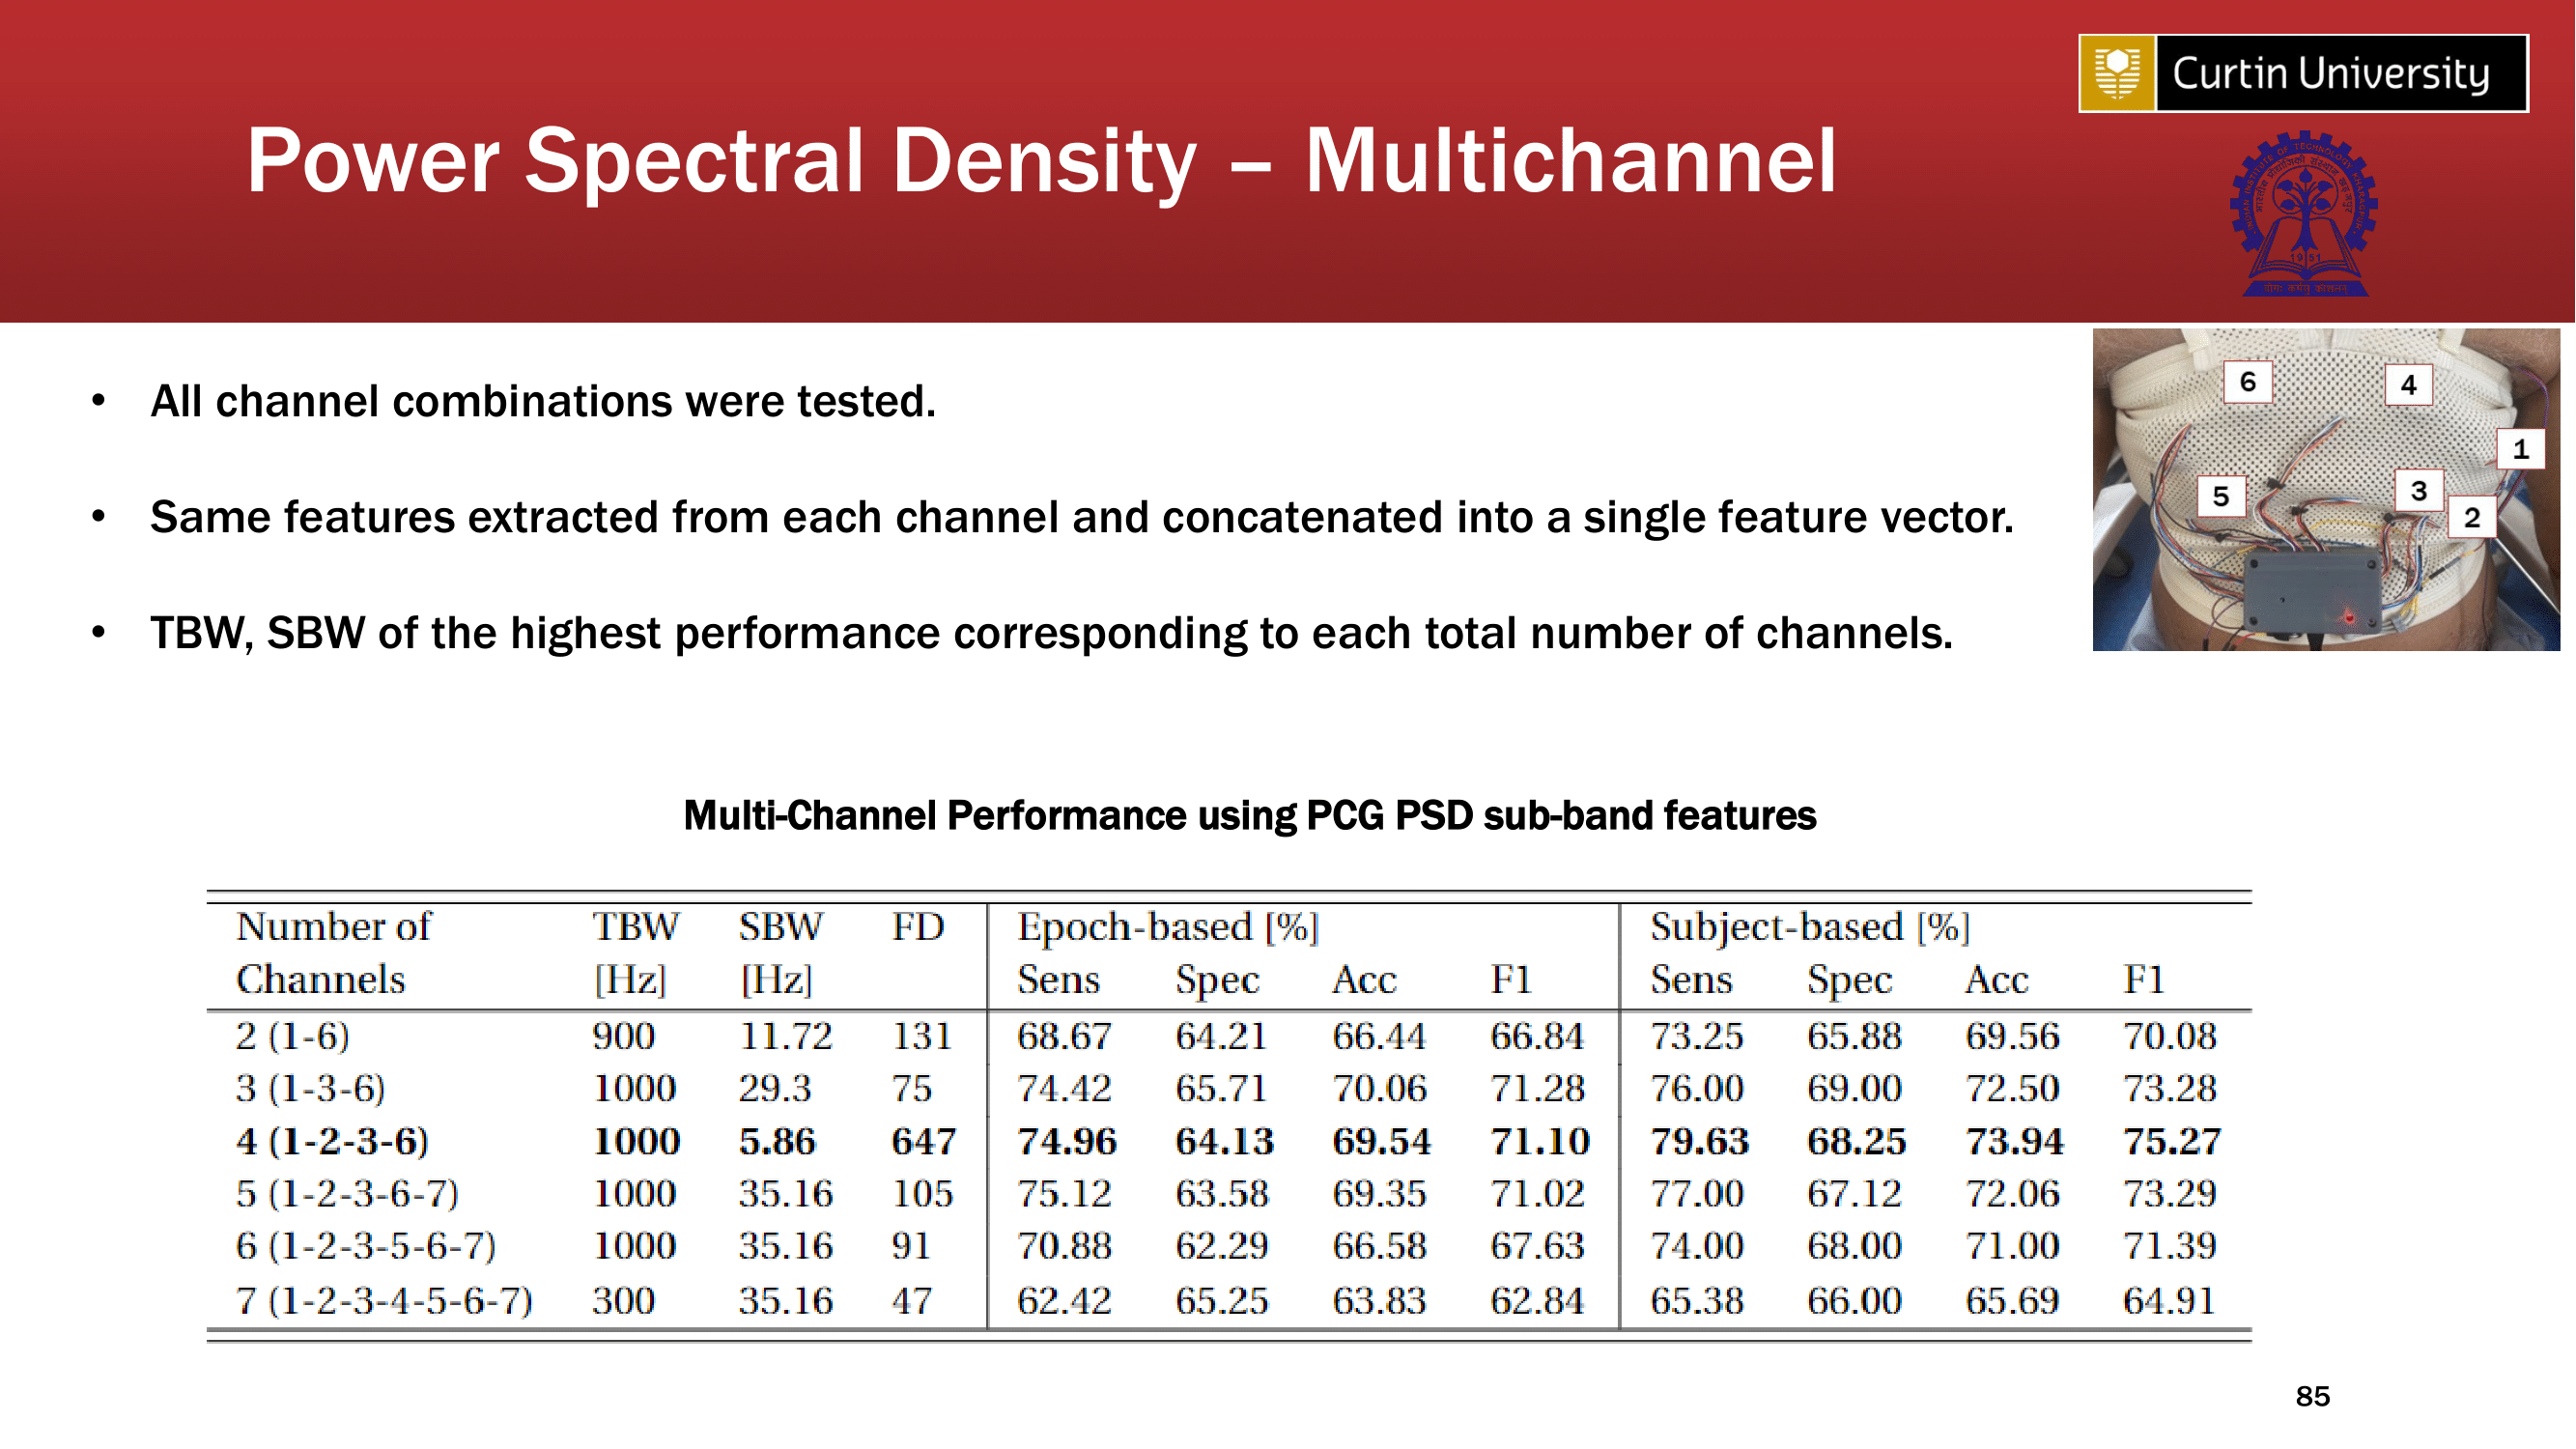 Curtin University
Power Spectral Density – Multichannel
INDIAN INSTITUTE OF TECHNOLOGY KHARAGPUR
1951
योगः कर्मसु कौशलम्
• All channel combinations were tested.
• Same features extracted from each channel and concatenated into a single feature vector.
• TBW, SBW of the highest performance corresponding to each total number of channels.
6
4
1
5
3
2
Multi-Channel Performance using PCG PSD sub-band features
Number of TBW SBW FD Epoch-based [%] Subject-based [%]
Channels [Hz] [Hz] Sens Spec Acc F1 Sens Spec Acc F1
2 (1-6) 900 11.72 131 68.67 64.21 66.44 66.84 73.25 65.88 69.56 70.08
3 (1-3-6) 1000 29.3 75 74.42 65.71 70.06 71.28 76.00 69.00 72.50 73.28
4 (1-2-3-6) 1000 5.86 647 74.96 64.13 69.54 71.10 79.63 68.25 73.94 75.27
5 (1-2-3-6-7) 1000 35.16 105 75.12 63.58 69.35 71.02 77.00 67.12 72.06 73.29
6 (1-2-3-5-6-7) 1000 35.16 91 70.88 62.29 66.58 67.63 74.00 68.00 71.00 71.39
7 (1-2-3-4-5-6-7) 300 35.16 47 62.42 65.25 63.83 62.84 65.38 66.00 65.69 64.91
85